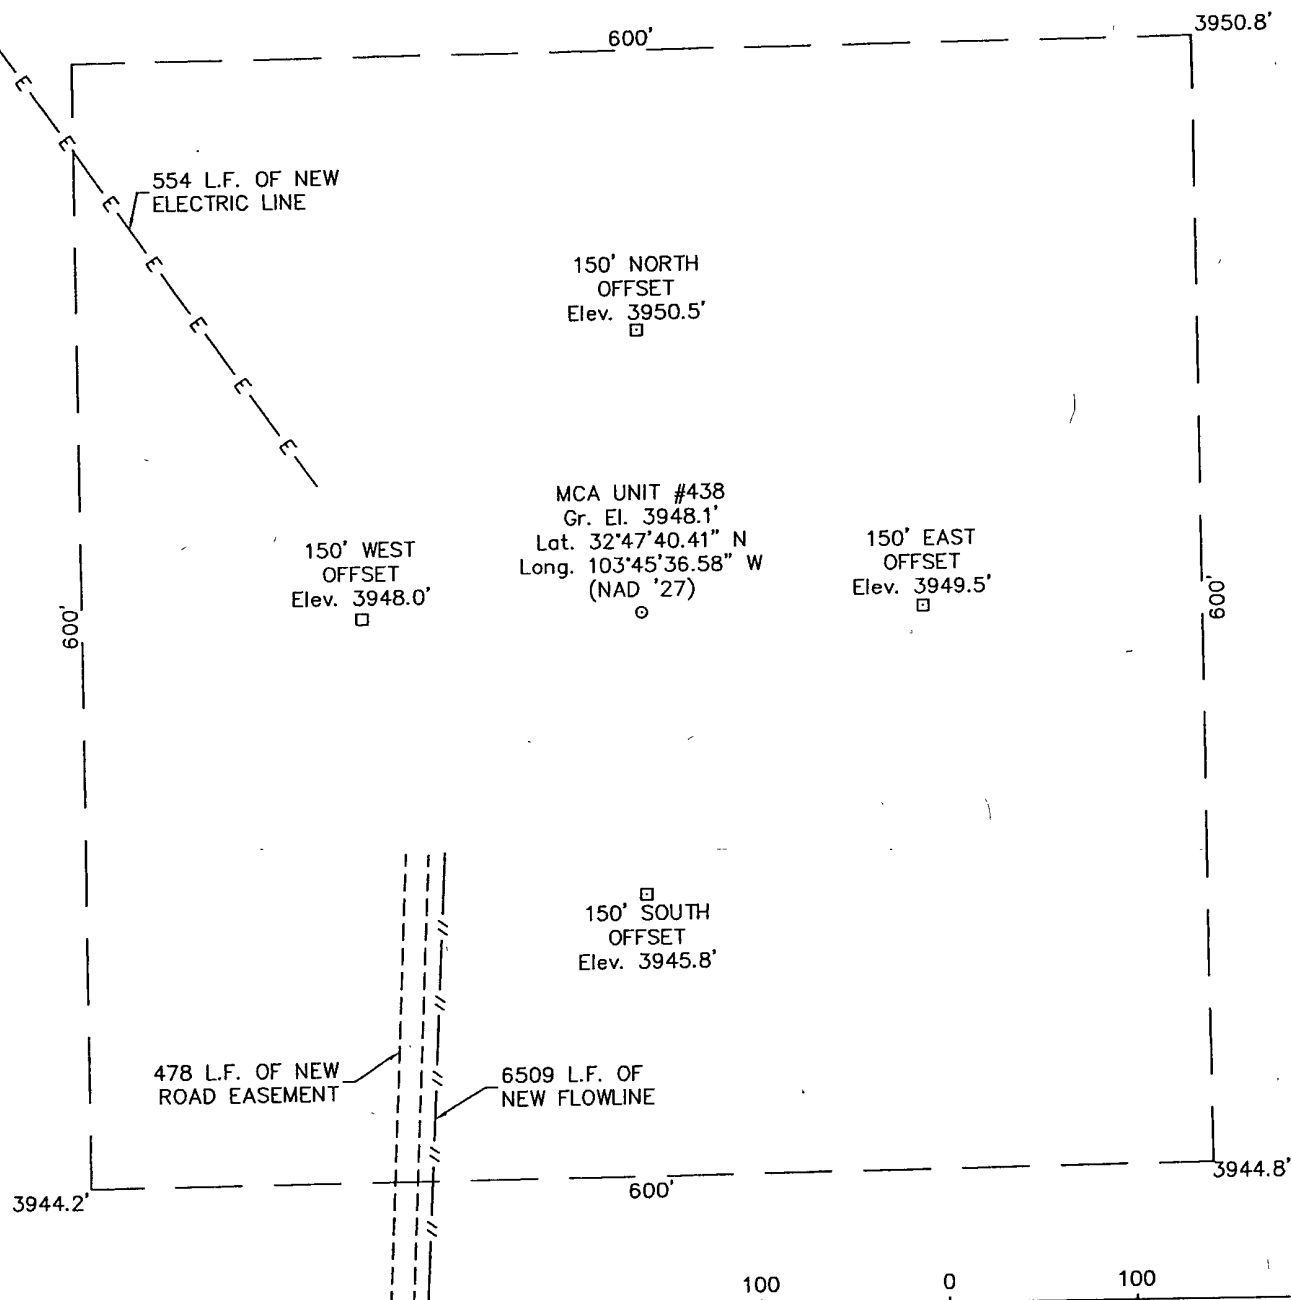 3950.8'
600'
554 L.F. OF NEW
ELECTRIC LINE
E
E
E
E
E
E
E
150' NORTH
OFFSET
Elev. 3950.5'
MCA UNIT #438
Gr. El. 3948.1'
Lat. 32°47'40.41" N
Long. 103°45'36.58" W
(NAD '27)
150' WEST
OFFSET
Elev. 3948.0'
150' EAST
OFFSET
Elev. 3949.5'
600'
600'
150' SOUTH
OFFSET
Elev. 3945.8'
478 L.F. OF NEW
ROAD EASEMENT
6509 L.F. OF
NEW FLOWLINE
3944.2'
600'
3944.8'
100 0 100